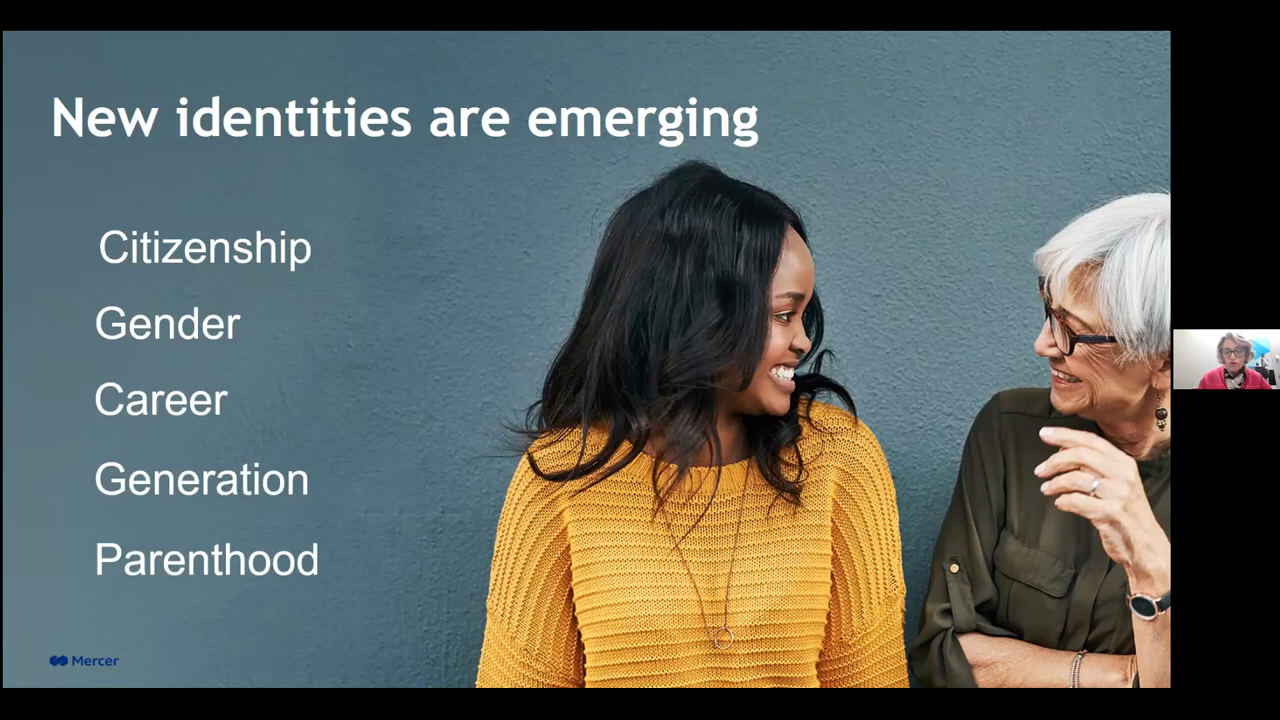 New identities are emerging
Citizenship
Gender
Career
Generation
Parenthood
Mercer